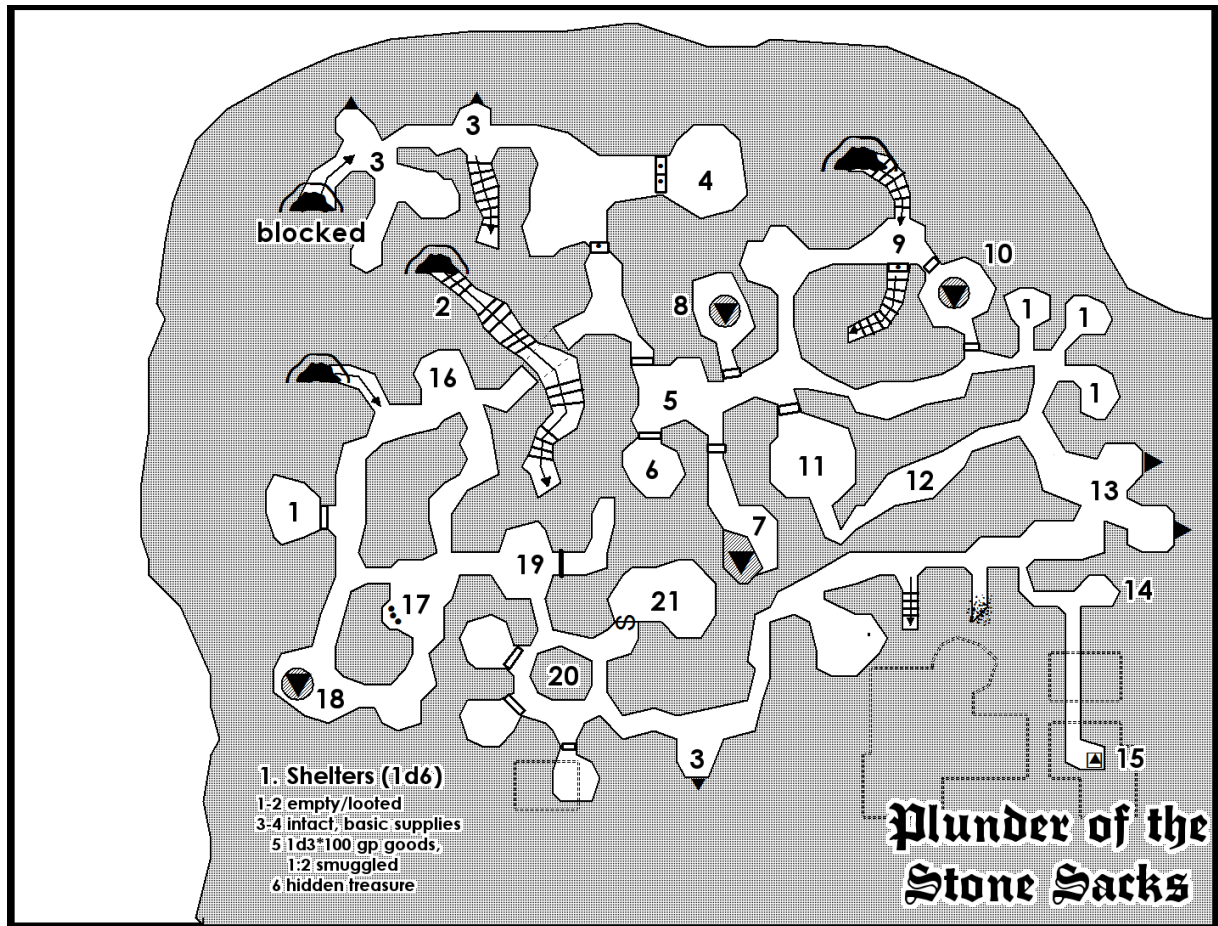 3
3
4
blocked
9
10
2
8
1
1
16
5
1
6
11
12
13
1
7
19
17
21
14
S
20
18
3
15
1. Shelters (1d6)
1-2 empty/looted
3-4 intact, basic supplies
5 1d3*100 gp goods,
1:2 smuggled
6 hidden treasure
Plunder of the
Stone Sacks